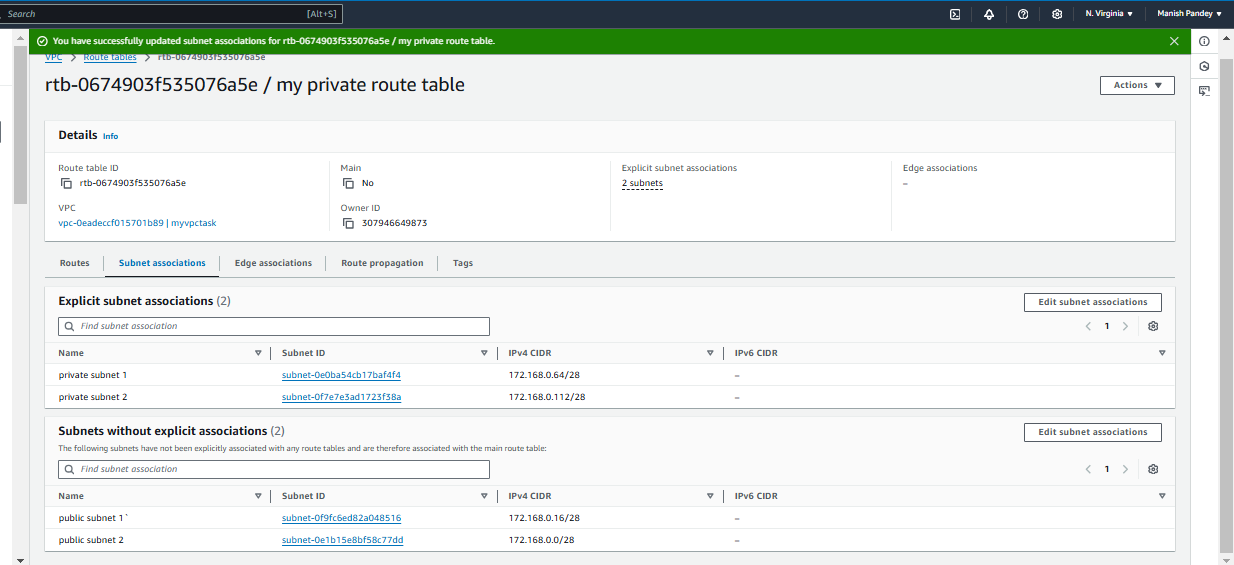 Search [Alt+S] N. Virginia ▼ Manish Pandey ▼
You have successfully updated subnet associations for rtb-0674903f535076a5e / my private route table.
VPC > Route tables > rtb-0674903f535076a5e
rtb-0674903f535076a5e / my private route table
Actions ▼
Details Info
Route table ID
rtb-0674903f535076a5e
Main
No
Explicit subnet associations
2 subnets
Edge associations
–
VPC
vpc-0eadeccf015701b89 | myvpctask
Owner ID
307946649873
Routes Subnet associations Edge associations Route propagation Tags
Explicit subnet associations (2)
Edit subnet associations
Find subnet association
1
Name Subnet ID IPv4 CIDR IPv6 CIDR
private subnet 1 subnet-0e0ba54cb17baf4f4 172.168.0.64/28 –
private subnet 2 subnet-0f7e7e3ad1723f38a 172.168.0.112/28 –
Subnets without explicit associations (2)
Edit subnet associations
The following subnets have not been explicitly associated with any route tables and are therefore associated with the main route table:
Find subnet association
1
Name Subnet ID IPv4 CIDR IPv6 CIDR
public subnet 1` subnet-0f9fc6ed82a048516 172.168.0.16/28 –
public subnet 2 subnet-0e1b15e8bf58c77dd 172.168.0.0/28 –